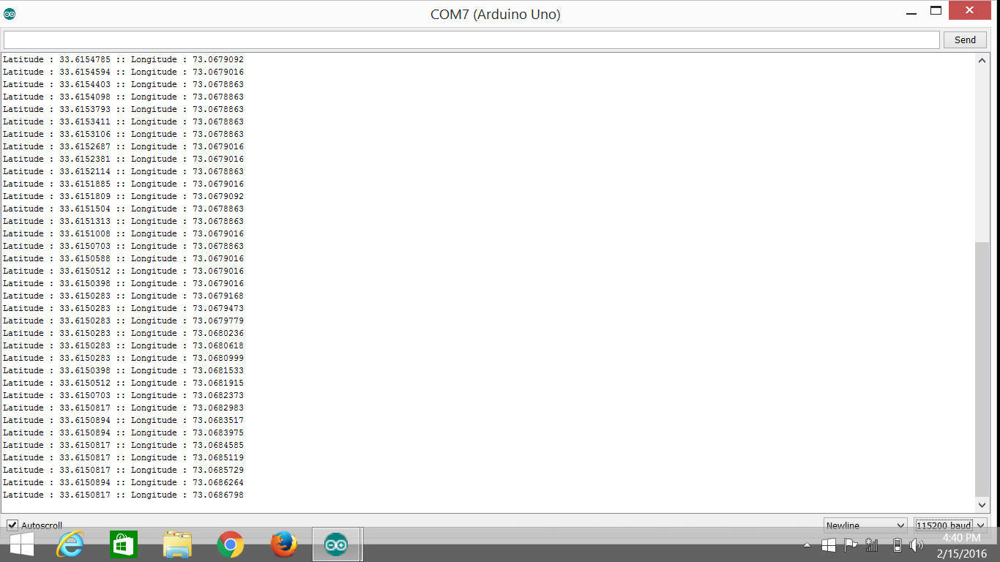 COM7 (Arduino Uno)
Send
Latitude : 33.6154785 :: Longitude : 73.0679092
Latitude : 33.6154594 :: Longitude : 73.0679016
Latitude : 33.6154403 :: Longitude : 73.0678863
Latitude : 33.6154098 :: Longitude : 73.0678863
Latitude : 33.6153793 :: Longitude : 73.0678863
Latitude : 33.6153411 :: Longitude : 73.0678863
Latitude : 33.6153106 :: Longitude : 73.0678863
Latitude : 33.6152687 :: Longitude : 73.0679016
Latitude : 33.6152381 :: Longitude : 73.0679016
Latitude : 33.6152114 :: Longitude : 73.0678863
Latitude : 33.6151885 :: Longitude : 73.0679016
Latitude : 33.6151809 :: Longitude : 73.0679092
Latitude : 33.6151504 :: Longitude : 73.0678863
Latitude : 33.6151313 :: Longitude : 73.0678863
Latitude : 33.6151008 :: Longitude : 73.0679016
Latitude : 33.6150703 :: Longitude : 73.0678863
Latitude : 33.6150588 :: Longitude : 73.0679016
Latitude : 33.6150512 :: Longitude : 73.0679016
Latitude : 33.6150398 :: Longitude : 73.0679016
Latitude : 33.6150283 :: Longitude : 73.0679168
Latitude : 33.6150283 :: Longitude : 73.0679473
Latitude : 33.6150283 :: Longitude : 73.0679779
Latitude : 33.6150283 :: Longitude : 73.0680236
Latitude : 33.6150283 :: Longitude : 73.0680618
Latitude : 33.6150283 :: Longitude : 73.0680999
Latitude : 33.6150398 :: Longitude : 73.0681533
Latitude : 33.6150512 :: Longitude : 73.0681915
Latitude : 33.6150703 :: Longitude : 73.0682373
Latitude : 33.6150817 :: Longitude : 73.0682983
Latitude : 33.6150894 :: Longitude : 73.0683517
Latitude : 33.6150894 :: Longitude : 73.0683975
Latitude : 33.6150817 :: Longitude : 73.0684585
Latitude : 33.6150817 :: Longitude : 73.0685119
Latitude : 33.6150817 :: Longitude : 73.0685729
Latitude : 33.6150894 :: Longitude : 73.0686264
Latitude : 33.6150817 :: Longitude : 73.0686798
Autoscroll
Newline
115200 baud
4:40 PM
2/15/2016